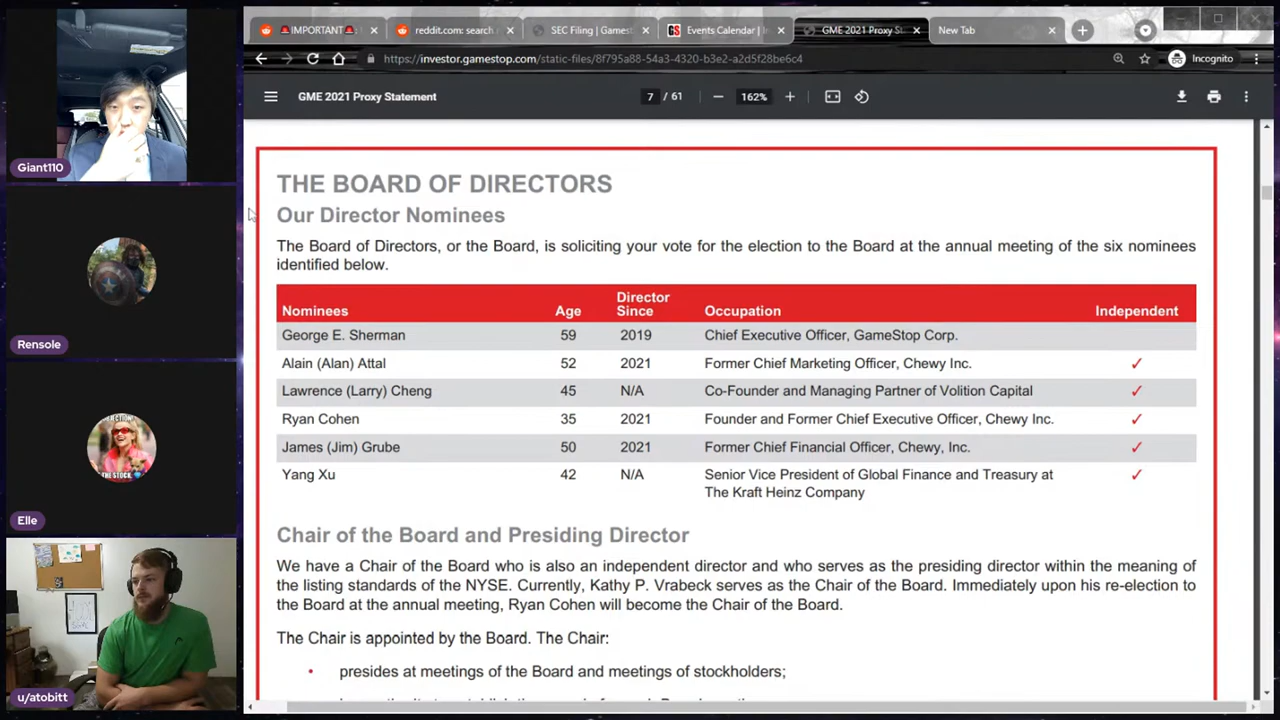 🚨IMPORTANT🚨
reddit.com: search
SEC Filing | Gamest
GS Events Calendar | In
GME 2021 Proxy St
New Tab
https://investor.gamestop.com/static-files/8f795a88-54a3-4320-b3e2-a2d5f28be6c4
Incognito
GME 2021 Proxy Statement
7 / 61
162%
Giant110
Rensole
THE STOCK.
Elle
u/atobitt
THE BOARD OF DIRECTORS
Our Director Nominees
The Board of Directors, or the Board, is soliciting your vote for the election to the Board at the annual meeting of the six nominees
identified below.
Nominees Age Director Since Occupation Independent
George E. Sherman 59 2019 Chief Executive Officer, GameStop Corp.
Alain (Alan) Attal 52 2021 Former Chief Marketing Officer, Chewy Inc. ✓
Lawrence (Larry) Cheng 45 N/A Co-Founder and Managing Partner of Volition Capital ✓
Ryan Cohen 35 2021 Founder and Former Chief Executive Officer, Chewy Inc. ✓
James (Jim) Grube 50 2021 Former Chief Financial Officer, Chewy, Inc. ✓
Yang Xu 42 N/A Senior Vice President of Global Finance and Treasury at ✓
The Kraft Heinz Company
Chair of the Board and Presiding Director
We have a Chair of the Board who is also an independent director and who serves as the presiding director within the meaning of
the listing standards of the NYSE. Currently, Kathy P. Vrabeck serves as the Chair of the Board. Immediately upon his re-election to
the Board at the annual meeting, Ryan Cohen will become the Chair of the Board.
The Chair is appointed by the Board. The Chair:
• presides at meetings of the Board and meetings of stockholders;